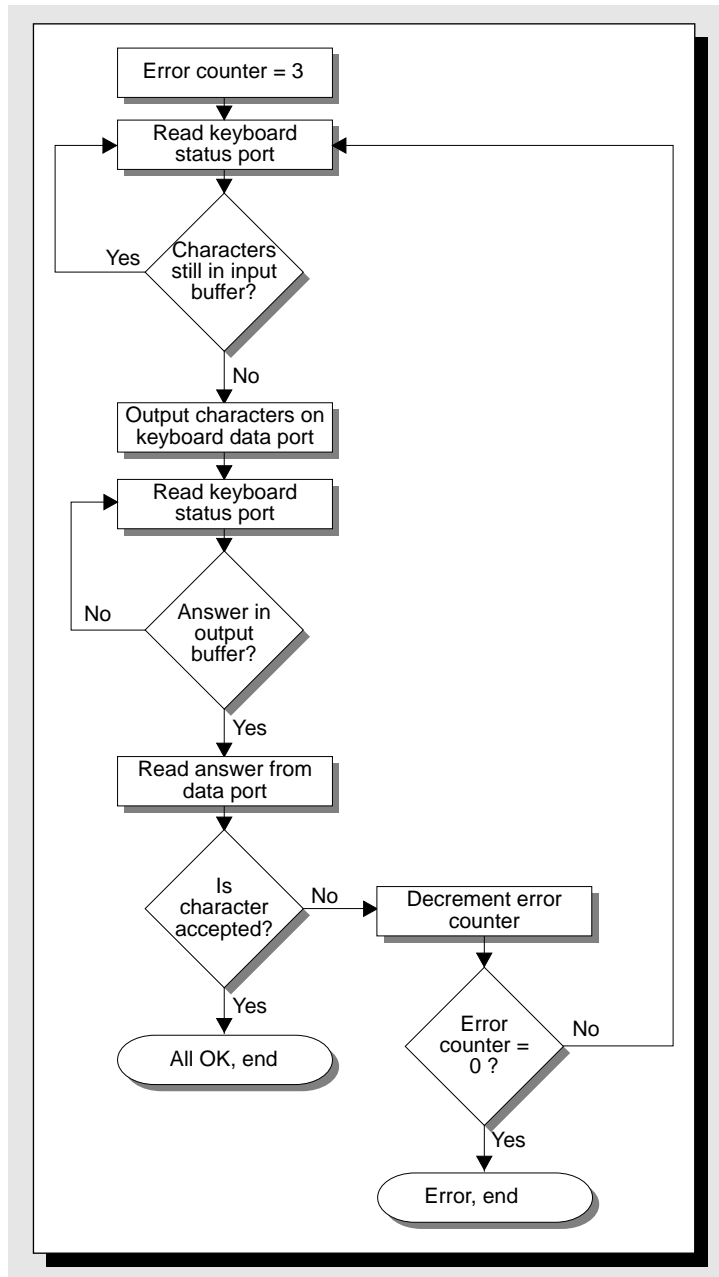 Error counter = 3
Read keyboard
status port
Yes
Characters
still in input
buffer?
No
Output characters on
keyboard data port
Read keyboard
status port
No
Answer in
output
buffer?
Yes
Read answer from
data port
Is
character
accepted?
No
Decrement error
counter
Yes
Error
counter =
0 ?
No
All OK, end
Yes
Error, end